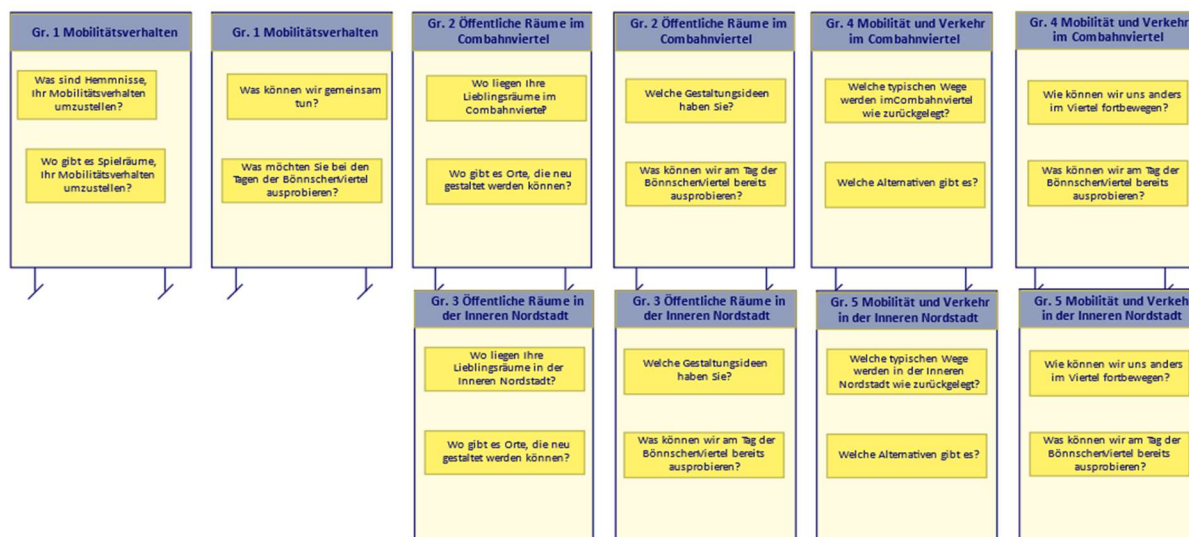 Gr. 1 Mobilitätsverhalten
Was sind Hemmnisse,
Ihr Mobilitätsverhalten
umzustellen?
Wo gibt es Spielräume,
Ihr Mobilitätsverhalten
umzustellen?
Gr. 1 Mobilitätsverhalten
Was können wir gemeinsam
tun?
Was möchten Sie bei den
Tagen der BönnscherViertel
ausprobieren?
Gr. 2 Öffentliche Räume im
Combahnviertel
Wo liegen Ihre
Lieblingsräume im
Combahnviertel?
Wo gibt es Orte, die neu
gestaltet werden können?
Gr. 2 Öffentliche Räume im
Combahnviertel
Welche Gestaltungsideen
haben Sie?
Was können wir am Tag der
BönnscherViertel bereits
ausprobieren?
Gr. 4 Mobilität und Verkehr
im Combahnviertel
Welche typischen Wege
werden imCombahnviertel
wie zurückgelegt?
Welche Alternativen gibt es?
Gr. 4 Mobilität und Verkehr
im Combahnviertel
Wie können wir uns anders
im Viertel fortbewegen?
Was können wir am Tag der
BönnscherViertel bereits
ausprobieren?
Gr. 3 Öffentliche Räume in
der Inneren Nordstadt
Wo liegen Ihre
Lieblingsräume in der
Inneren Nordstadt?
Wo gibt es Orte, die neu
gestaltet werden können?
Gr. 3 Öffentliche Räume in
der Inneren Nordstadt
Welche Gestaltungsideen
haben Sie?
Was können wir am Tag der
BönnscherViertel bereits
ausprobieren?
Gr. 5 Mobilität und Verkehr
in der Inneren Nordstadt
Welche typischen Wege
werden in der Inneren
Nordstadt wie zurückgelegt?
Welche Alternativen gibt es?
Gr. 5 Mobilität und Verkehr
in der Inneren Nordstadt
Wie können wir uns anders
im Viertel fortbewegen?
Was können wir am Tag der
BönnscherViertel bereits
ausprobieren?